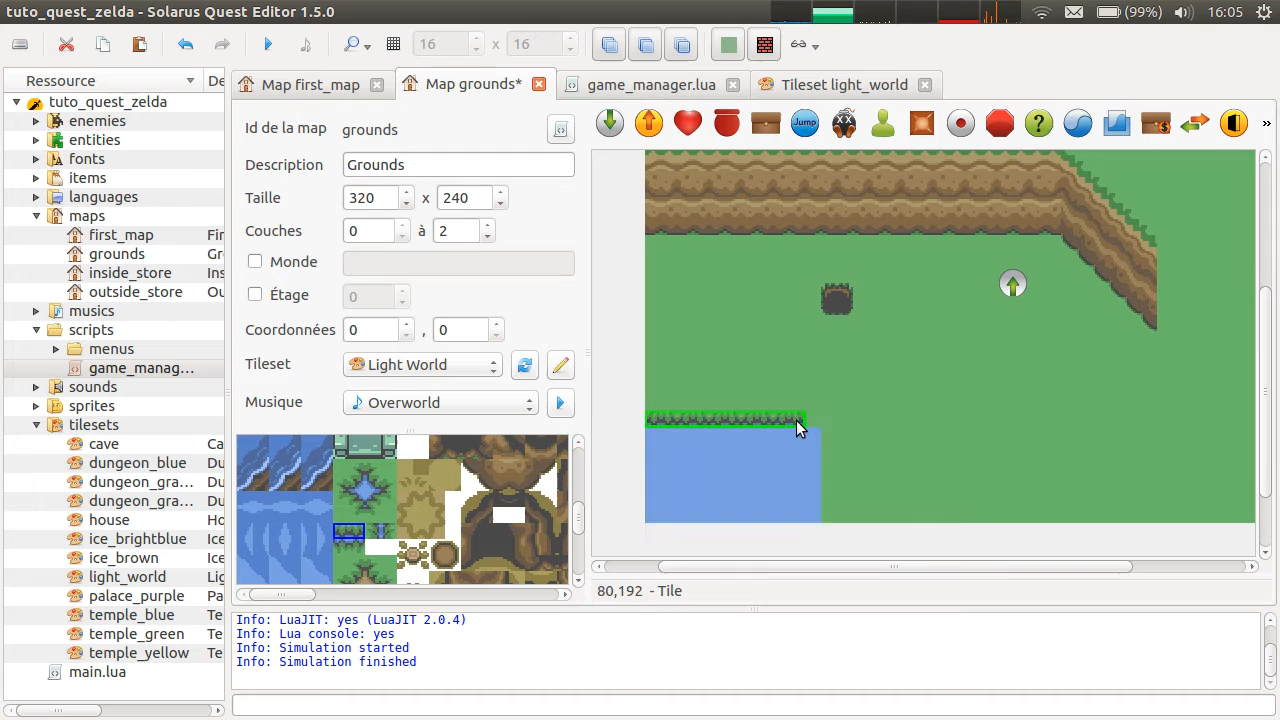 tuto_quest_zelda - Solarus Quest Editor 1.5.0
(99%) 16:05
16 x 16
Ressource De
Map first_map
Map grounds*
game_manager.lua
Tileset light_world
tuto_quest_zelda
enemies
entities
fonts
items
languages
maps
first_map Fir
grounds Gr
inside_store Ins
outside_store Ou
musics
scripts
menus
game_manag...
sounds
sprites
tilesets
cave Ca
dungeon_blue Du
dungeon_gra... Du
dungeon_gra... Du
house Ho
ice_brightblue Ice
ice_brown Ice
light_world Lig
palace_purple Pa
temple_blue Te
temple_green Te
temple_yellow Te
main.lua
Id de la map grounds
Description Grounds
Taille 320 x 240
Couches 0 à 2
Monde
Étage 0
Coordonnées 0 , 0
Tileset Light World
Musique Overworld
Jump
?
$
»
80,192 - Tile
Info: LuaJIT: yes (LuaJIT 2.0.4)
Info: Lua console: yes
Info: Simulation started
Info: Simulation finished